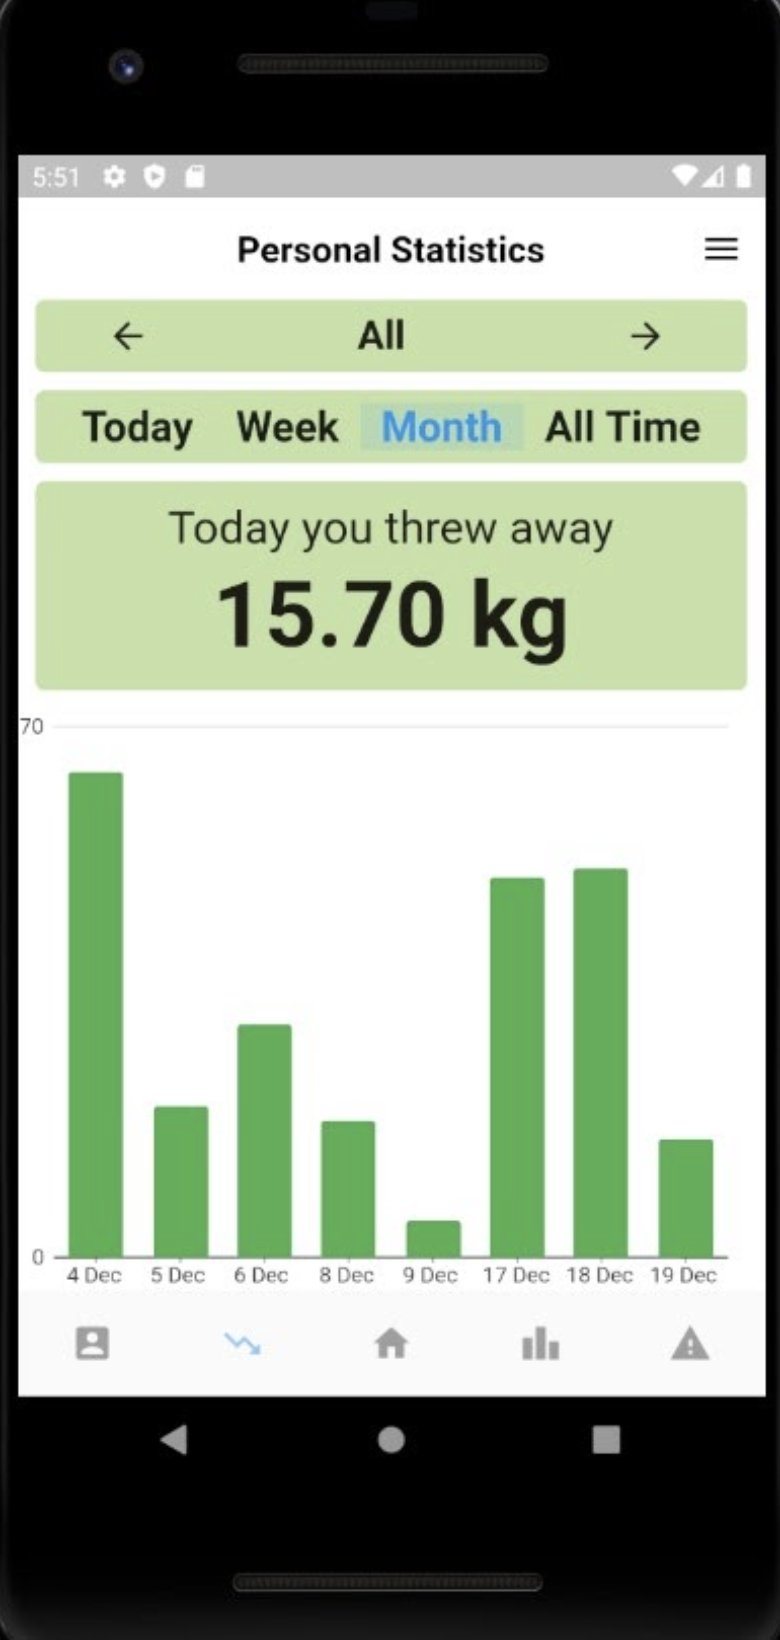 5:51
Personal Statistics
All
Today Week Month All Time
Today you threw away
15.70 kg
70
0
4 Dec 5 Dec 6 Dec 8 Dec 9 Dec 17 Dec 18 Dec 19 Dec